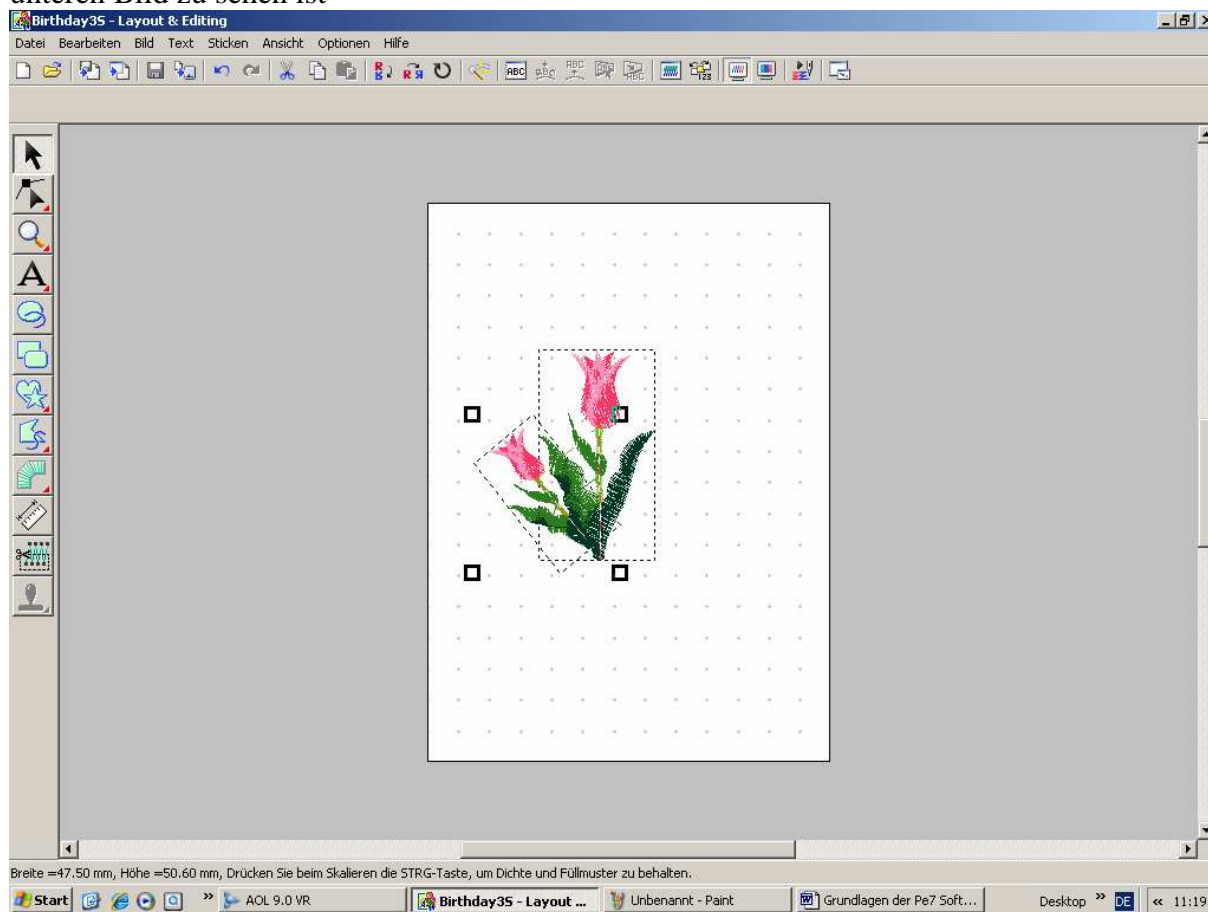 unteren Bild zu sehen ist
Birthday35 - Layout & Editing
Datei Bearbeiten Bild Text Sticken Ansicht Optionen Hilfe
ABC
A
Breite =47.50 mm, Höhe =50.60 mm, Drücken Sie beim Skalieren die STRG-Taste, um Dichte und Füllmuster zu behalten.
Start » AOL 9.0 VR Birthday35 - Layout ... Unbenannt - Paint Grundlagen der Pe7 Soft... Desktop » DE « 11:19